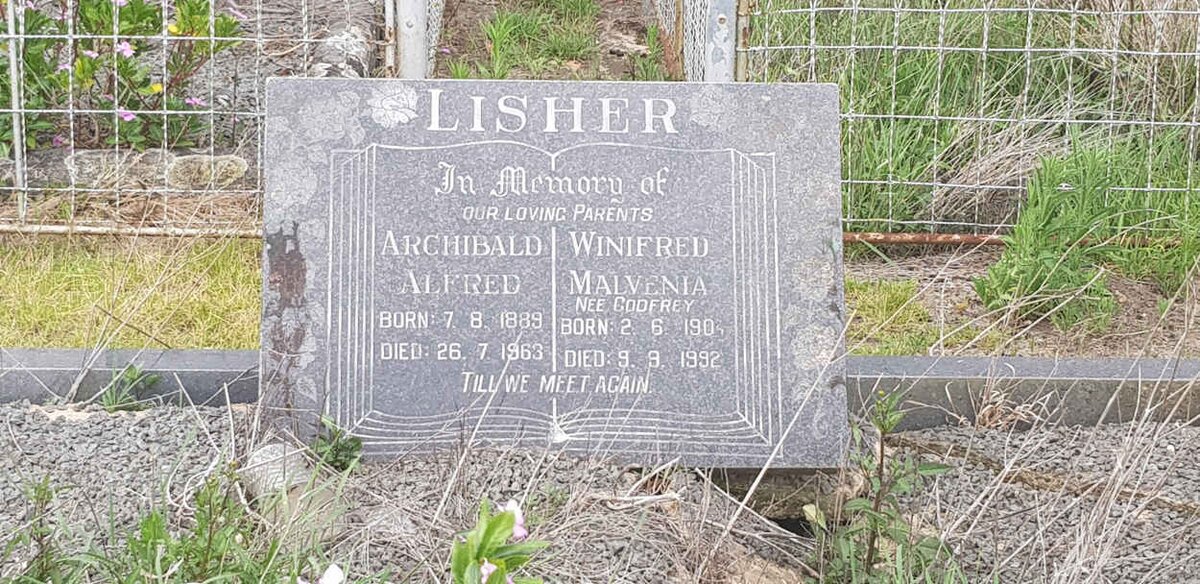 LISHER
In Memory of
OUR LOVING PARENTS
ARCHIBALD
ALFRED
BORN: 7. 8. 1889
DIED: 26. 7. 1963
WINIFRED
MALVENIA
NEE GODFREY
BORN: 2. 6.
DIED: 9. 9. 1992
TILL WE MEET AGAIN.